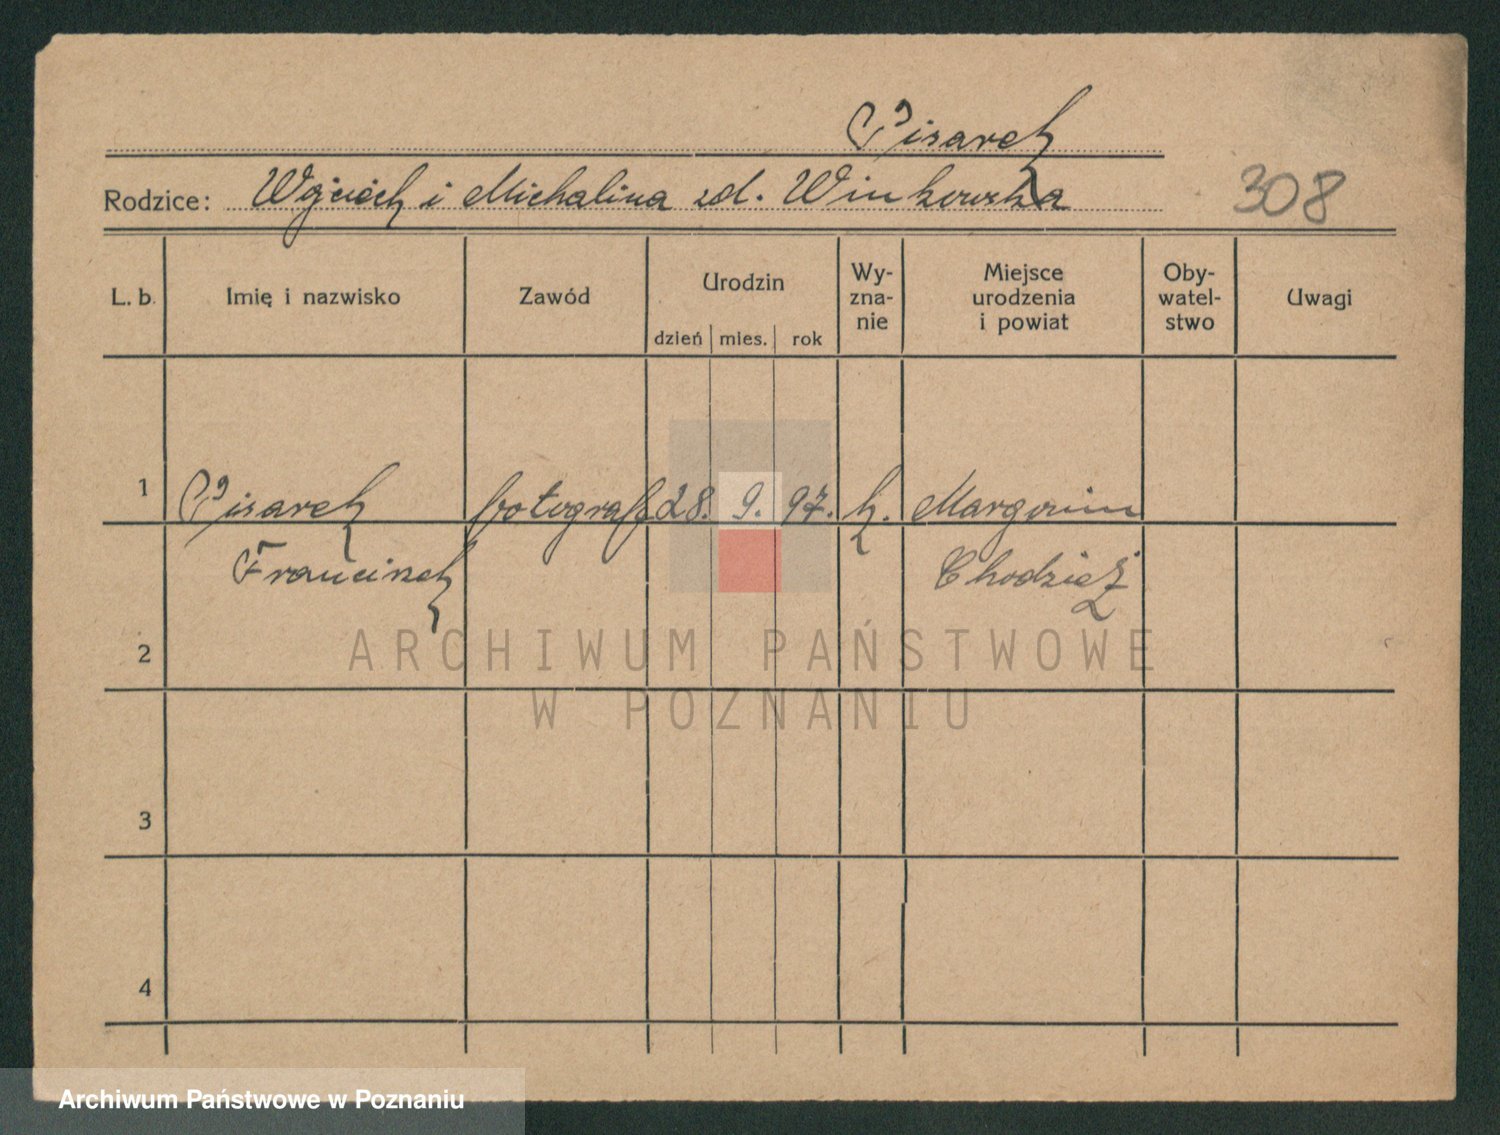 Pisarek
Rodzice: Wojciech i Michalina zd. Winkowska
308
L. b.
Imię i nazwisko
Zawód
Urodzin
dzień
mies.
rok
Wy-
zna-
nie
Miejsce
urodzenia
i powiat
Oby-
watel-
stwo
Uwagi
1
Pisarek
fotograf
28.
9.
97.
k.
Margonin
Franciszek
Chodzież
2
3
4
ARCHIWUM PAŃSTWOWE
W POZNANIU
Archiwum Państwowe w Poznaniu